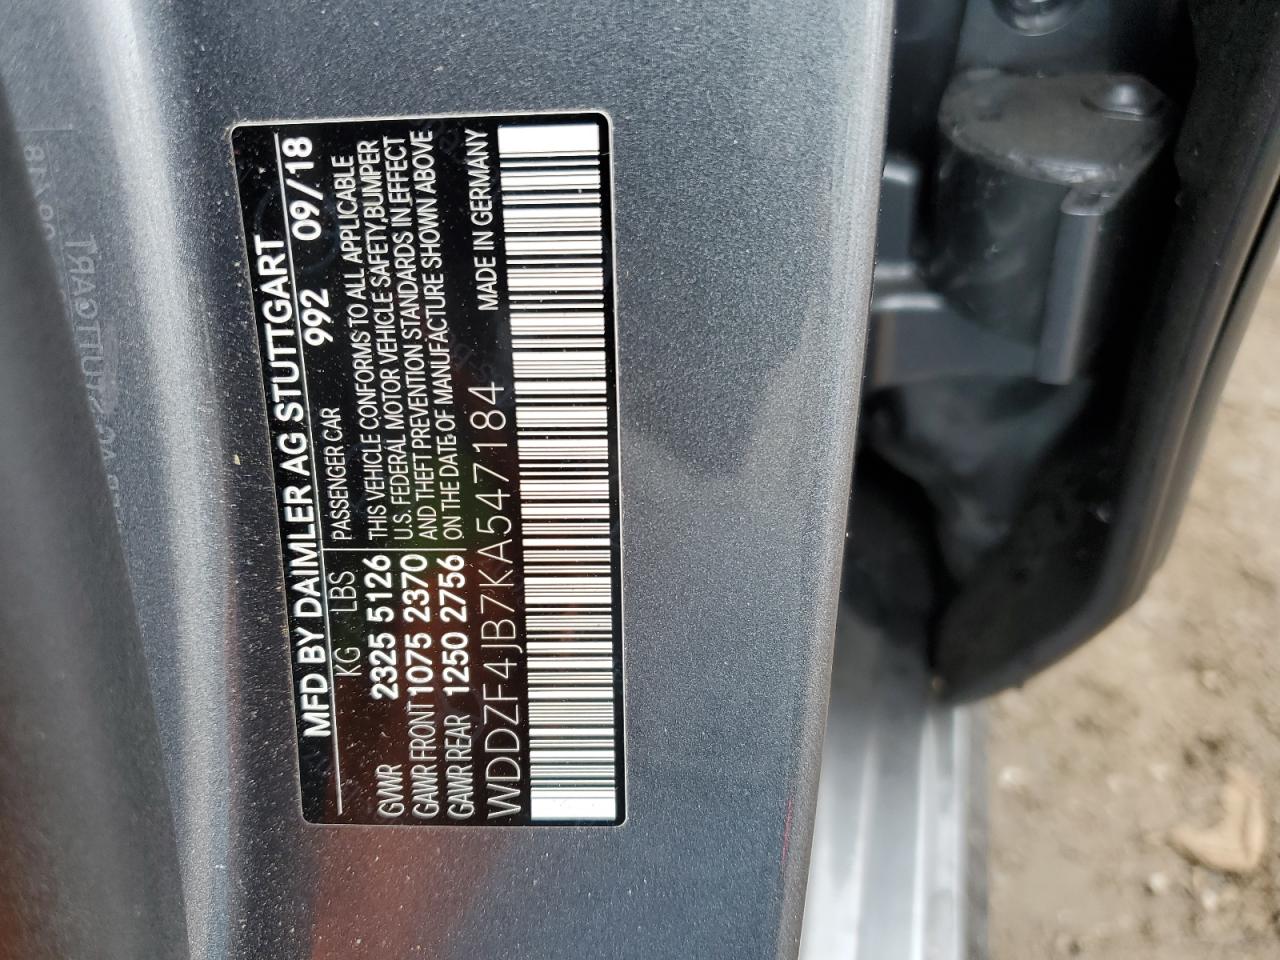 MFD BY DAIMLER AG STUTTGART
KG LBS 992 09/18
PASSENGER CAR
GVWR 2325 5126
GAWR FRONT 1075 2370
GAWR REAR 1250 2756
THIS VEHICLE CONFORMS TO ALL APPLICABLE
U.S. FEDERAL MOTOR VEHICLE SAFETY,BUMPER
AND THEFT PREVENTION STANDARDS IN EFFECT
ON THE DATE OF MANUFACTURE SHOWN ABOVE
MADE IN GERMANY
WDDZF4JB7KA547184